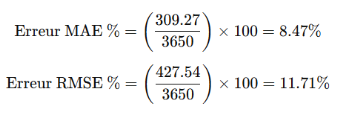 Erreur MAE % = (309.27 / 3650) × 100 = 8.47%
Erreur RMSE % = (427.54 / 3650) × 100 = 11.71%